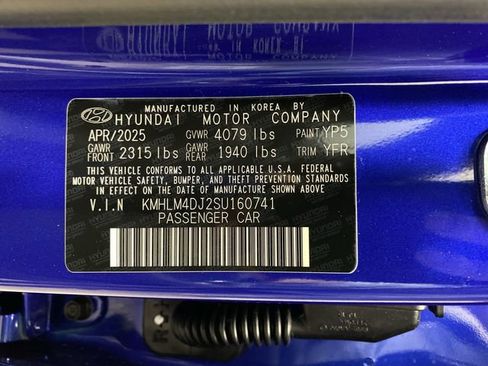 MANUFACTURED IN KOREA BY
HYUNDAI MOTOR COMPANY
APR/2025 GVWR 4079 lbs PAINT YP5
GAWR FRONT 2315 lbs GAWR REAR 1940 lbs TRIM YFR
THIS VEHICLE CONFORMS TO ALL APPLICABLE U.S.A. FEDERAL
MOTOR VEHICLE SAFETY, BUMPER, AND THEFT PREVENTION STANDARDS
IN EFFECT ON THE DATE OF MANUFACTURE SHOWN ABOVE.
V.I.N KMHLM4DJ2SU160741
PASSENGER CAR